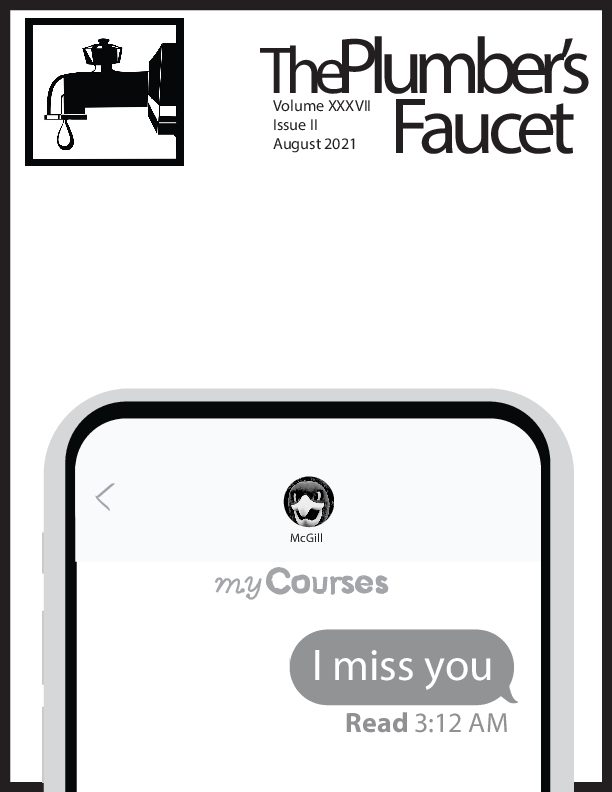 The Plumber's
Faucet
Volume XXXVII
Issue II
August 2021
McGill
myCourses
I miss you
Read 3:12 AM